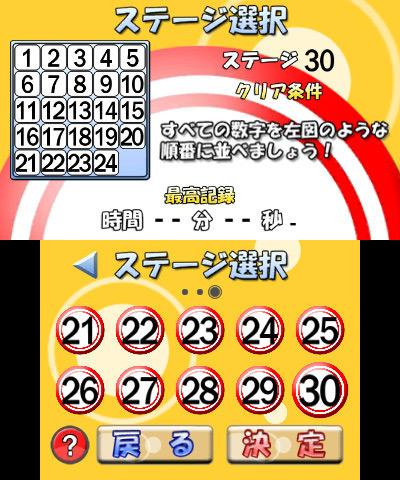 ステージ選択
1 2 3 4 5
6 7 8 9 10
11 12 13 14 15
16 17 18 19 20
21 22 23 24
ステージ 30
クリア条件
すべての数字を左図のような
順番に並べましょう！
最高記録
時間 -- 分 -- 秒 -
ステージ選択
21 22 23 24 25
26 27 28 29 30
? 戻る 決定